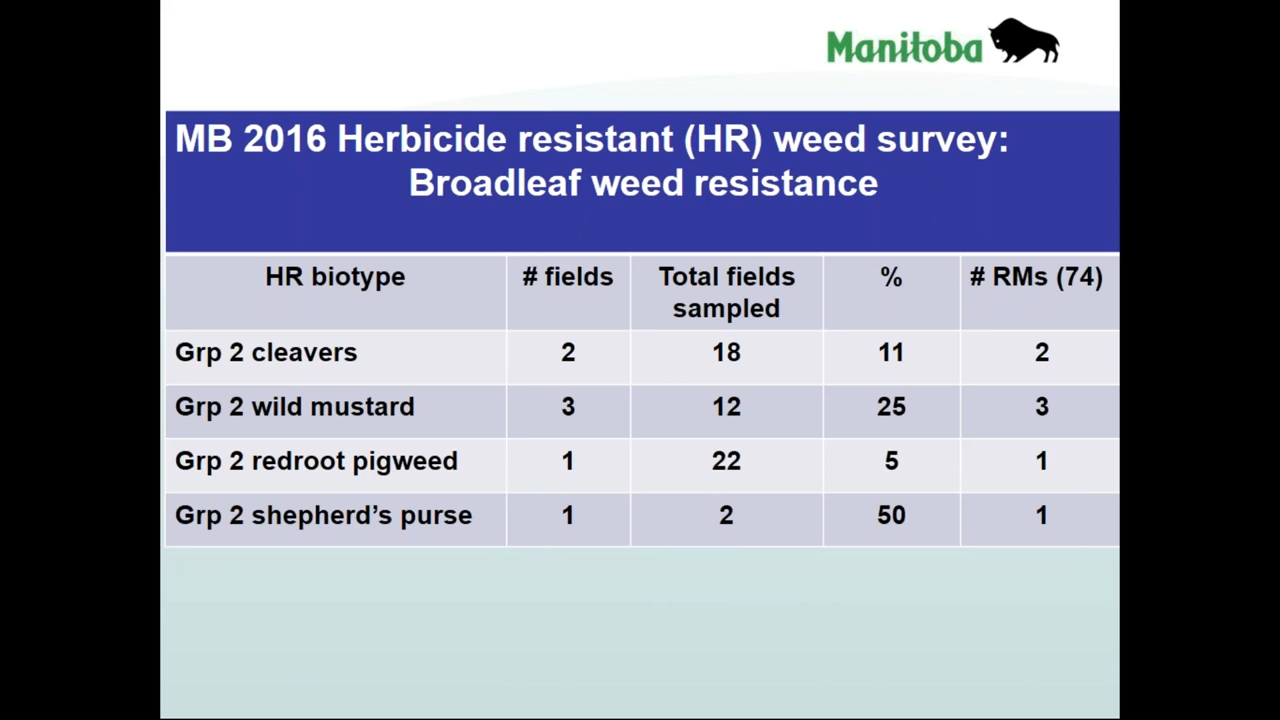 Manitoba
MB 2016 Herbicide resistant (HR) weed survey:
Broadleaf weed resistance
HR biotype # fields Total fields sampled % # RMs (74)
Grp 2 cleavers 2 18 11 2
Grp 2 wild mustard 3 12 25 3
Grp 2 redroot pigweed 1 22 5 1
Grp 2 shepherd’s purse 1 2 50 1